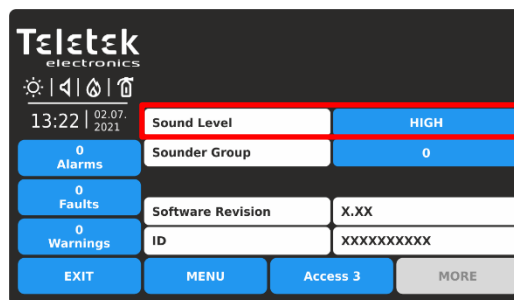 Teletek
electronics
13:22 02.07.
2021
Sound Level HIGH
0
Alarms
Sounder Group 0
0
Faults
Software Revision X.XX
0
Warnings
ID XXXXXXXXXX
EXIT MENU Access 3 MORE